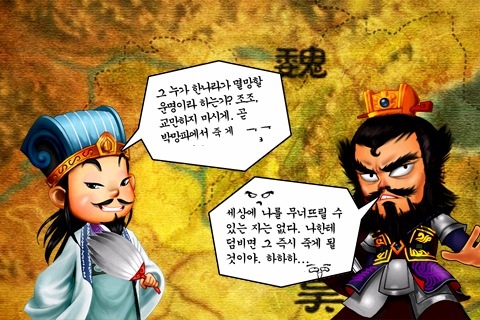 魏
그 누가 한나라가 멸망할
운명이라 하는가? 조조,
교만하지 마시게. 곧
박망파에서 죽게
세상에 나를 무너뜨릴 수
있는 자는 없다. 나한테
덤비면 그 즉시 죽게 될
것이야. 하하하...